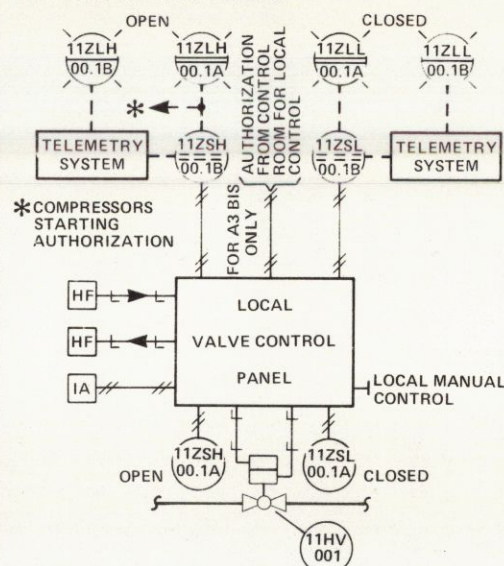 OPEN
CLOSED
11ZLH
00.1B
11ZLH
00.1A
11ZLL
00.1A
11ZLL
00.1B
*
AUTHORIZATION
FROM CONTROL
ROOM FOR LOCAL
CONTROL
TELEMETRY
SYSTEM
11ZSH
00.1B
11ZSL
00.1B
TELEMETRY
SYSTEM
*COMPRESSORS
STARTING
AUTHORIZATION
FOR A3 BIS
ONLY
HF
HF
IA
LOCAL
VALVE CONTROL
PANEL
LOCAL MANUAL
CONTROL
OPEN
11ZSH
00.1A
11ZSL
00.1A
CLOSED
11HV
001